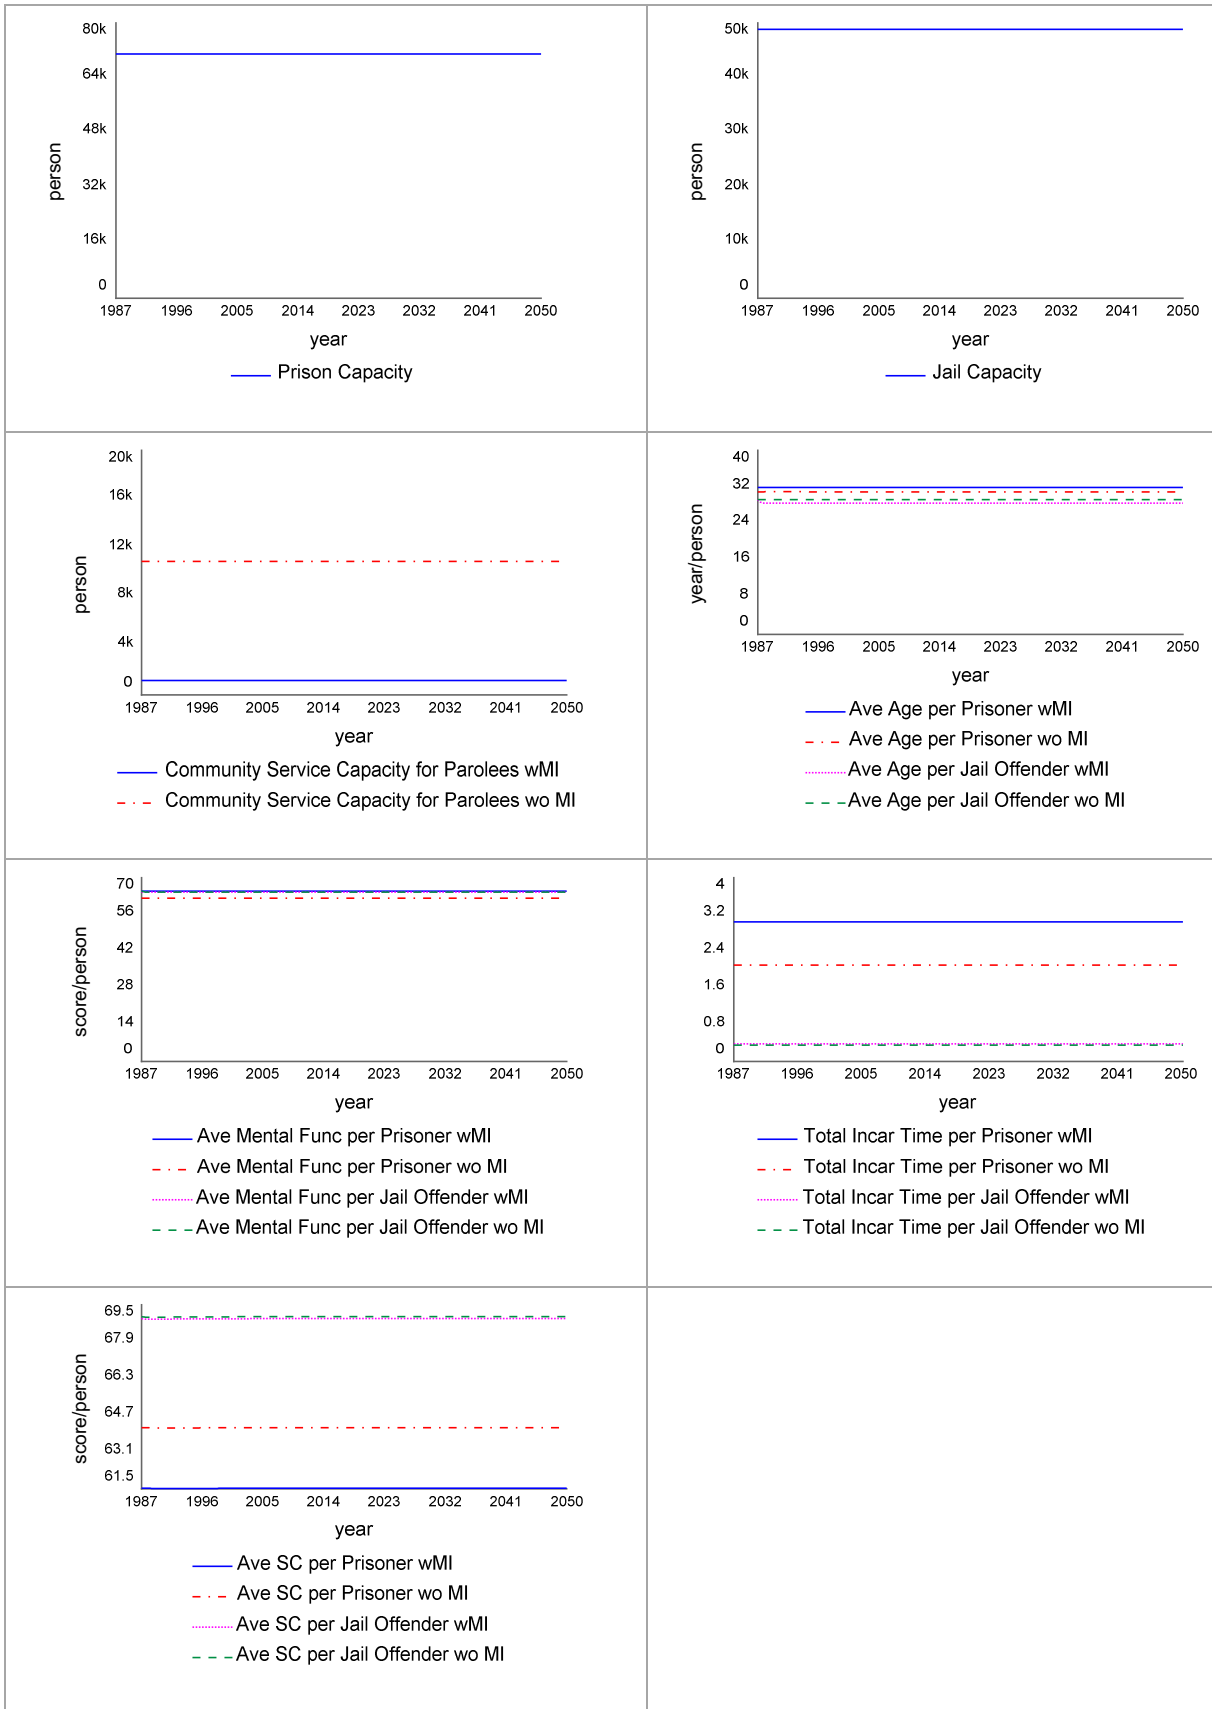 80k
64k
48k
32k
16k
0
person
1987 1996 2005 2014 2023 2032 2041 2050
year
Prison Capacity
50k
40k
30k
20k
10k
0
person
1987 1996 2005 2014 2023 2032 2041 2050
year
Jail Capacity
20k
16k
12k
8k
4k
0
person
1987 1996 2005 2014 2023 2032 2041 2050
year
Community Service Capacity for Parolees wMI
Community Service Capacity for Parolees wo MI
40
32
24
16
8
0
year/person
1987 1996 2005 2014 2023 2032 2041 2050
year
Ave Age per Prisoner wMI
Ave Age per Prisoner wo MI
Ave Age per Jail Offender wMI
Ave Age per Jail Offender wo MI
70
56
42
28
14
0
score/person
1987 1996 2005 2014 2023 2032 2041 2050
year
Ave Mental Func per Prisoner wMI
Ave Mental Func per Prisoner wo MI
Ave Mental Func per Jail Offender wMI
Ave Mental Func per Jail Offender wo MI
4
3.2
2.4
1.6
0.8
0
1987 1996 2005 2014 2023 2032 2041 2050
year
Total Incar Time per Prisoner wMI
Total Incar Time per Prisoner wo MI
Total Incar Time per Jail Offender wMI
Total Incar Time per Jail Offender wo MI
69.5
67.9
66.3
64.7
63.1
61.5
score/person
1987 1996 2005 2014 2023 2032 2041 2050
year
Ave SC per Prisoner wMI
Ave SC per Prisoner wo MI
Ave SC per Jail Offender wMI
Ave SC per Jail Offender wo MI